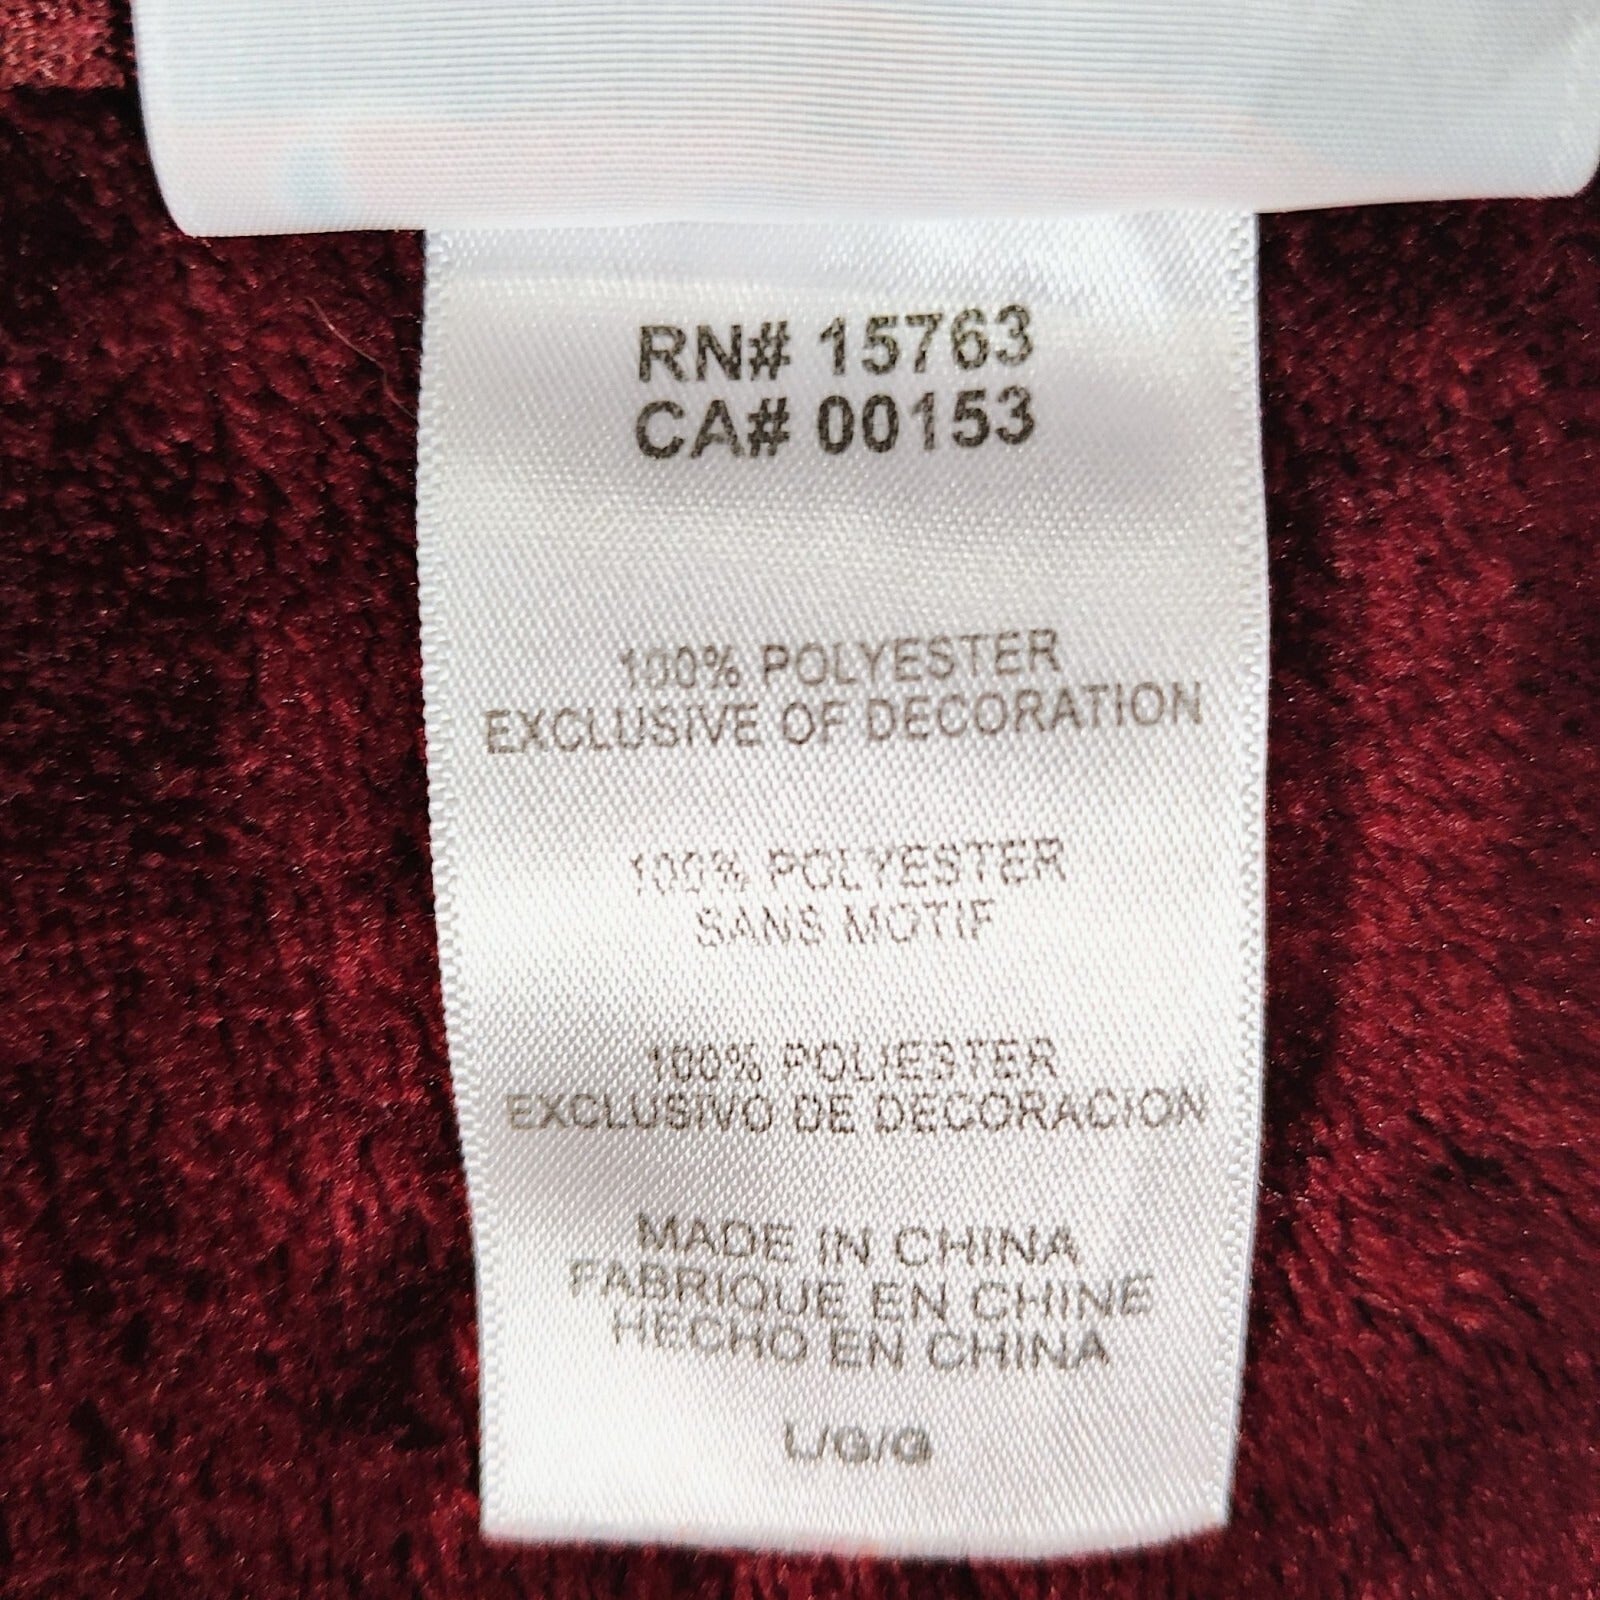 RN# 15763
CA# 00153
100% POLYESTER
EXCLUSIVE OF DECORATION
100% POLYESTER
SANS MOTIF
100% POLIESTER
EXCLUSIVO DE DECORACION
MADE IN CHINA
FABRIQUE EN CHINE
HECHO EN CHINA
L/G/G